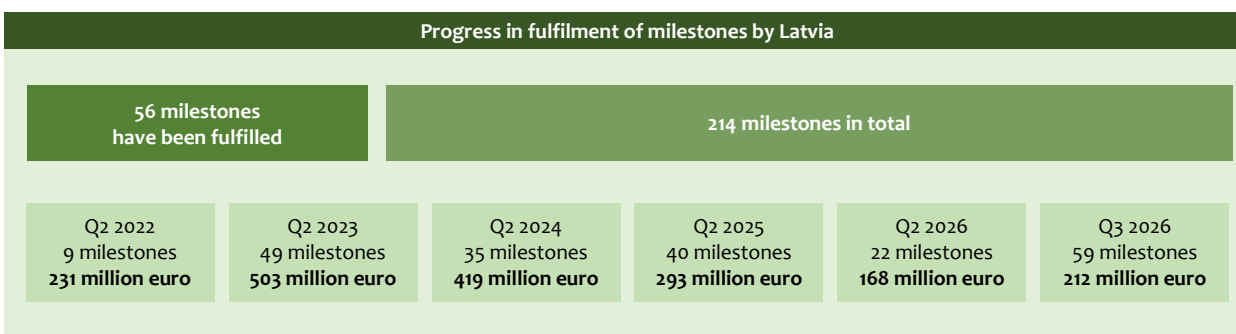 Progress in fulfilment of milestones by Latvia
56 milestones
have been fulfilled
214 milestones in total
Q2 2022
9 milestones
231 million euro
Q2 2023
49 milestones
503 million euro
Q2 2024
35 milestones
419 million euro
Q2 2025
40 milestones
293 million euro
Q2 2026
22 milestones
168 million euro
Q3 2026
59 milestones
212 million euro